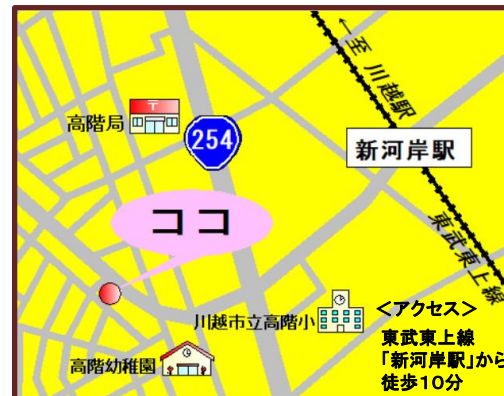 ←至 川越駅
高階局
〒
254
新河岸駅
ココ
東武東上線
川越市立高階小
高階幼稚園
＜アクセス＞
東武東上線
「新河岸駅」から
徒歩10分